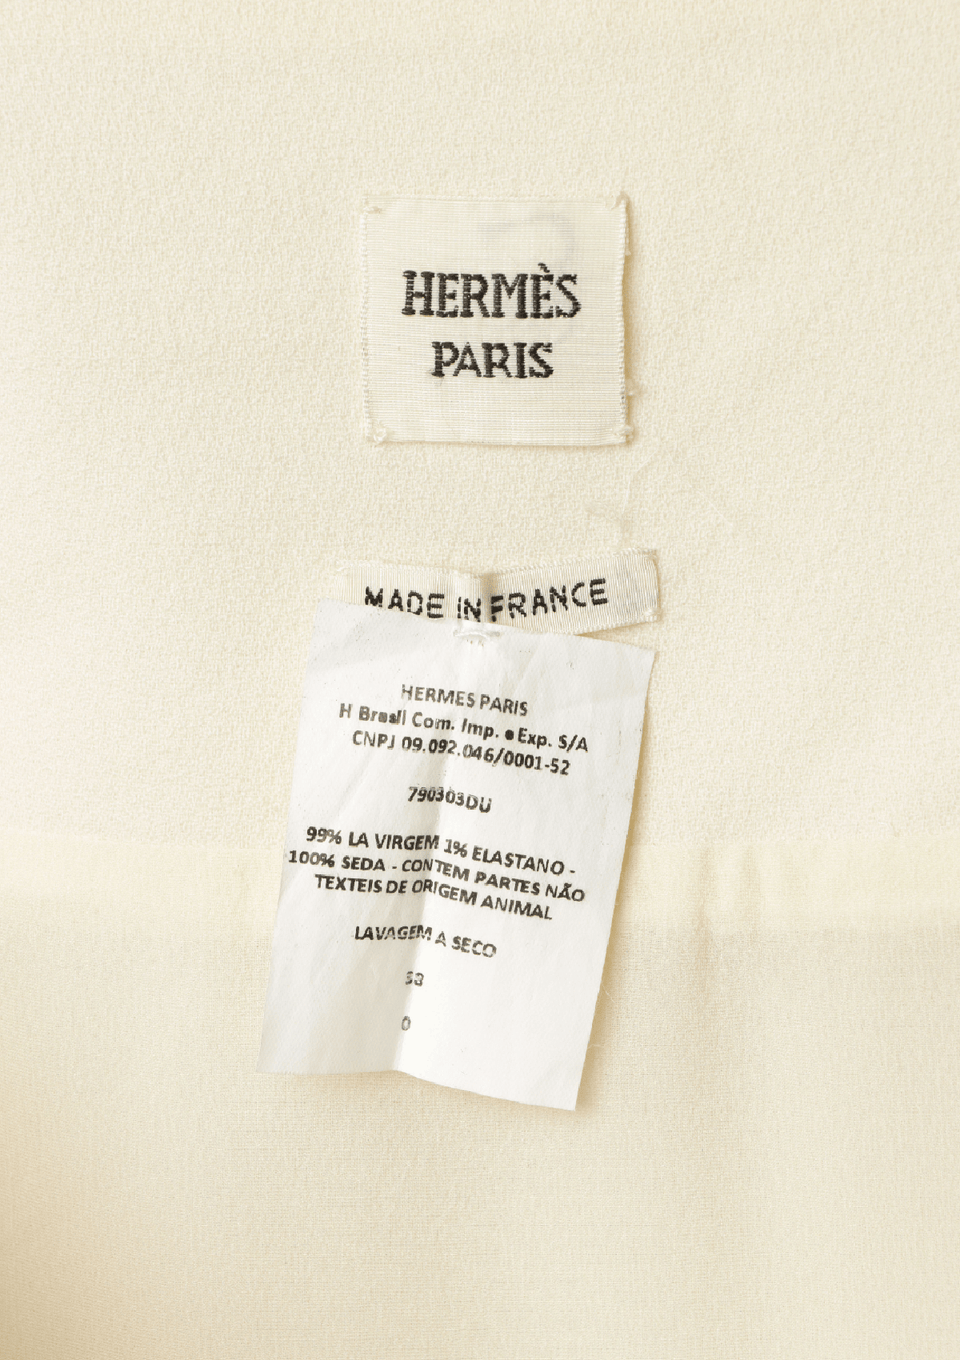 HERMÈS
PARIS
MADE IN FRANCE
HERMES PARIS
H Brasil Com. Imp. e Exp. S/A
CNPJ 09.092.046/0001-52
790303DU
99% LA VIRGEM 1% ELASTANO -
100% SEDA - CONTEM PARTES NÃO
TEXTEIS DE ORIGEM ANIMAL
LAVAGEM A SECO
0